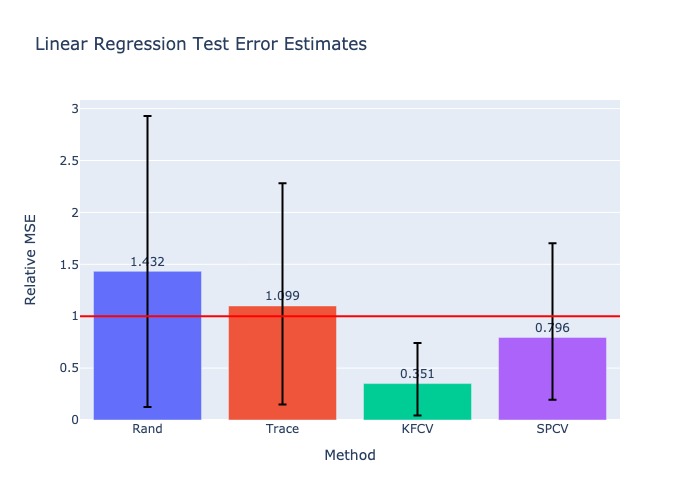 Linear Regression Test Error Estimates
3
2.5
2
1.5
1
0.5
0
Relative MSE
1.432
1.099
0.351
0.796
Rand
Trace
KFCV
SPCV
Method